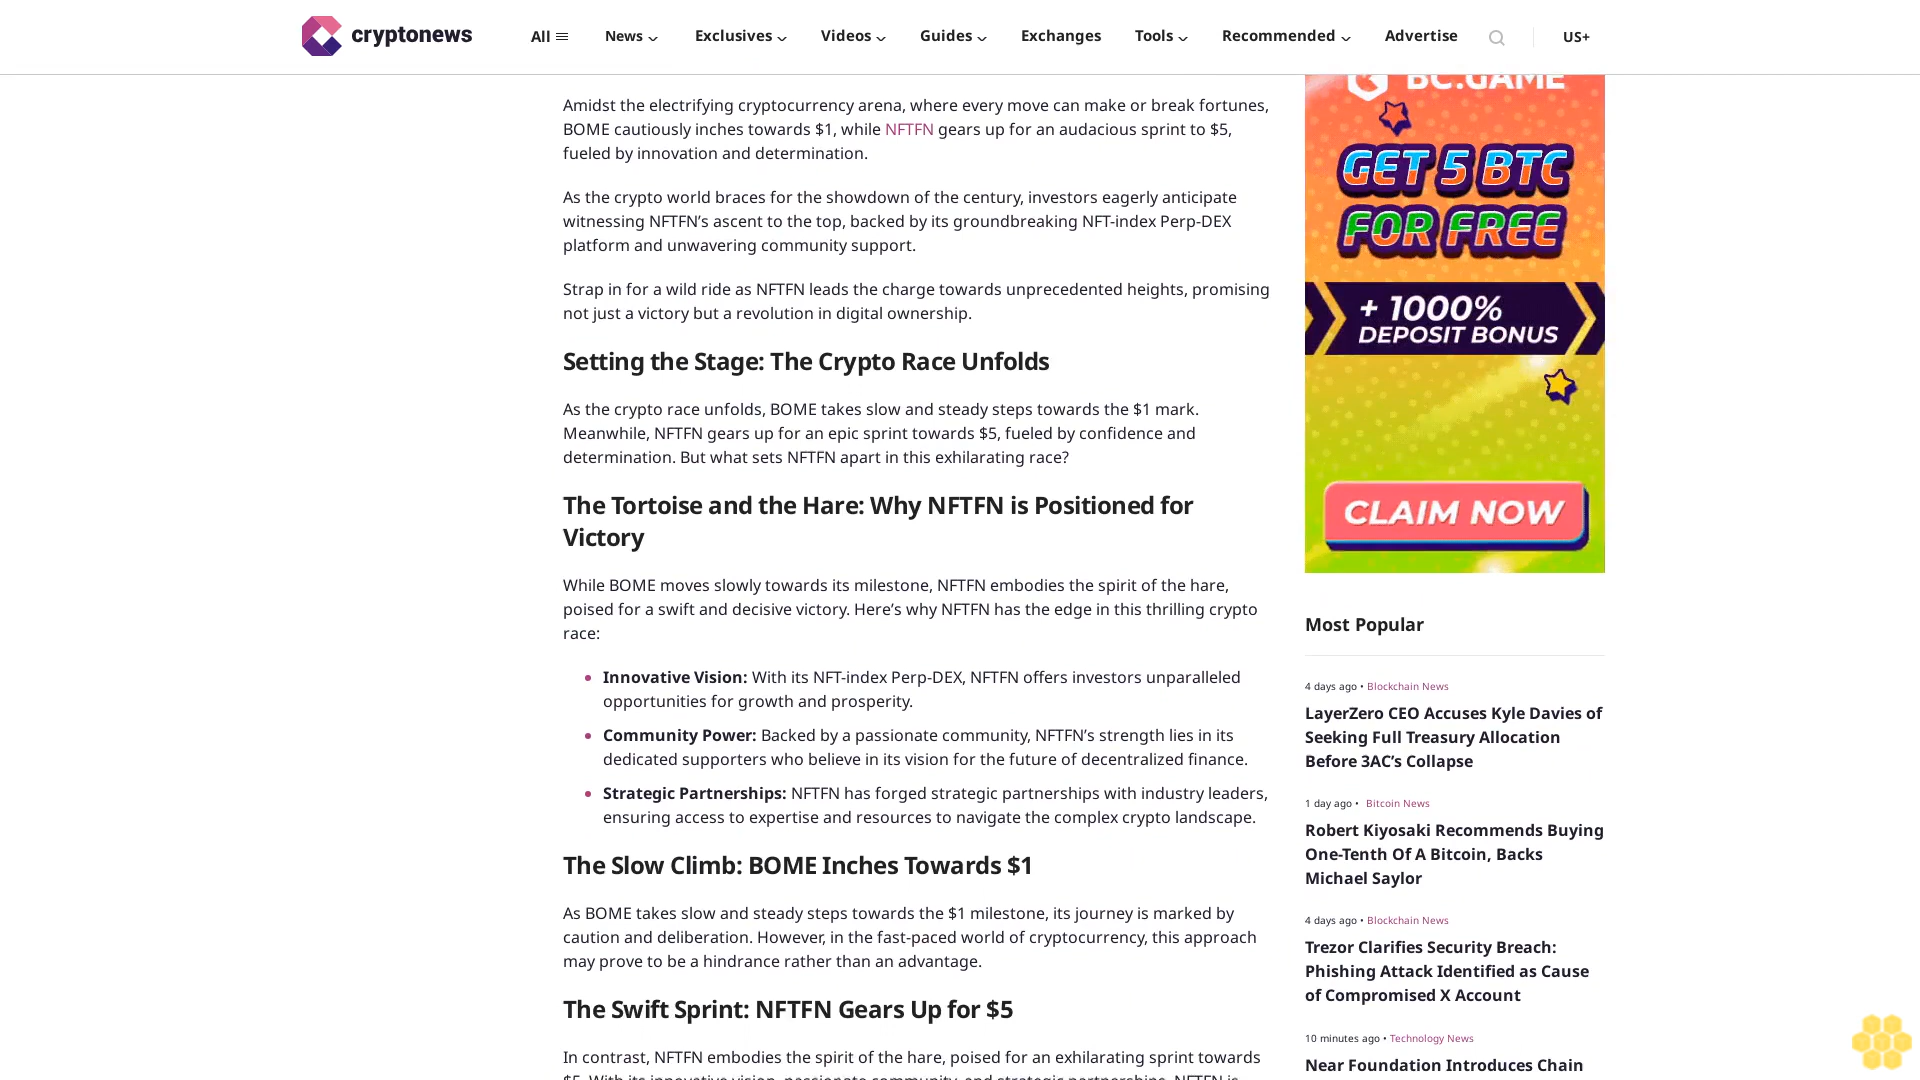 cryptonews
All
News
Exclusives
Videos
Guides
Exchanges
Tools
Recommended
Advertise
US+
Amidst the electrifying cryptocurrency arena, where every move can make or break fortunes,
BOME cautiously inches towards $1, while NFTFN gears up for an audacious sprint to $5,
fueled by innovation and determination.
As the crypto world braces for the showdown of the century, investors eagerly anticipate
witnessing NFTFN’s ascent to the top, backed by its groundbreaking NFT-index Perp-DEX
platform and unwavering community support.
Strap in for a wild ride as NFTFN leads the charge towards unprecedented heights, promising
not just a victory but a revolution in digital ownership.
Setting the Stage: The Crypto Race Unfolds
As the crypto race unfolds, BOME takes slow and steady steps towards the $1 mark.
Meanwhile, NFTFN gears up for an epic sprint towards $5, fueled by confidence and
determination. But what sets NFTFN apart in this exhilarating race?
The Tortoise and the Hare: Why NFTFN is Positioned for
Victory
While BOME moves slowly towards its milestone, NFTFN embodies the spirit of the hare,
poised for a swift and decisive victory. Here’s why NFTFN has the edge in this thrilling crypto
race:
Innovative Vision: With its NFT-index Perp-DEX, NFTFN offers investors unparalleled
opportunities for growth and prosperity.
Community Power: Backed by a passionate community, NFTFN’s strength lies in its
dedicated supporters who believe in its vision for the future of decentralized finance.
Strategic Partnerships: NFTFN has forged strategic partnerships with industry leaders,
ensuring access to expertise and resources to navigate the complex crypto landscape.
The Slow Climb: BOME Inches Towards $1
As BOME takes slow and steady steps towards the $1 milestone, its journey is marked by
caution and deliberation. However, in the fast-paced world of cryptocurrency, this approach
may prove to be a hindrance rather than an advantage.
The Swift Sprint: NFTFN Gears Up for $5
In contrast, NFTFN embodies the spirit of the hare, poised for an exhilarating sprint towards
$5. With its innovative vision, passionate community, and strategic partnerships, NFTFN is
BC.GAME
GET 5 BTC
FOR FREE
+ 1000%
DEPOSIT BONUS
CLAIM NOW
Most Popular
4 days ago • Blockchain News
LayerZero CEO Accuses Kyle Davies of
Seeking Full Treasury Allocation
Before 3AC’s Collapse
1 day ago • Bitcoin News
Robert Kiyosaki Recommends Buying
One-Tenth Of A Bitcoin, Backs
Michael Saylor
4 days ago • Blockchain News
Trezor Clarifies Security Breach:
Phishing Attack Identified as Cause
of Compromised X Account
10 minutes ago • Technology News
Near Foundation Introduces Chain